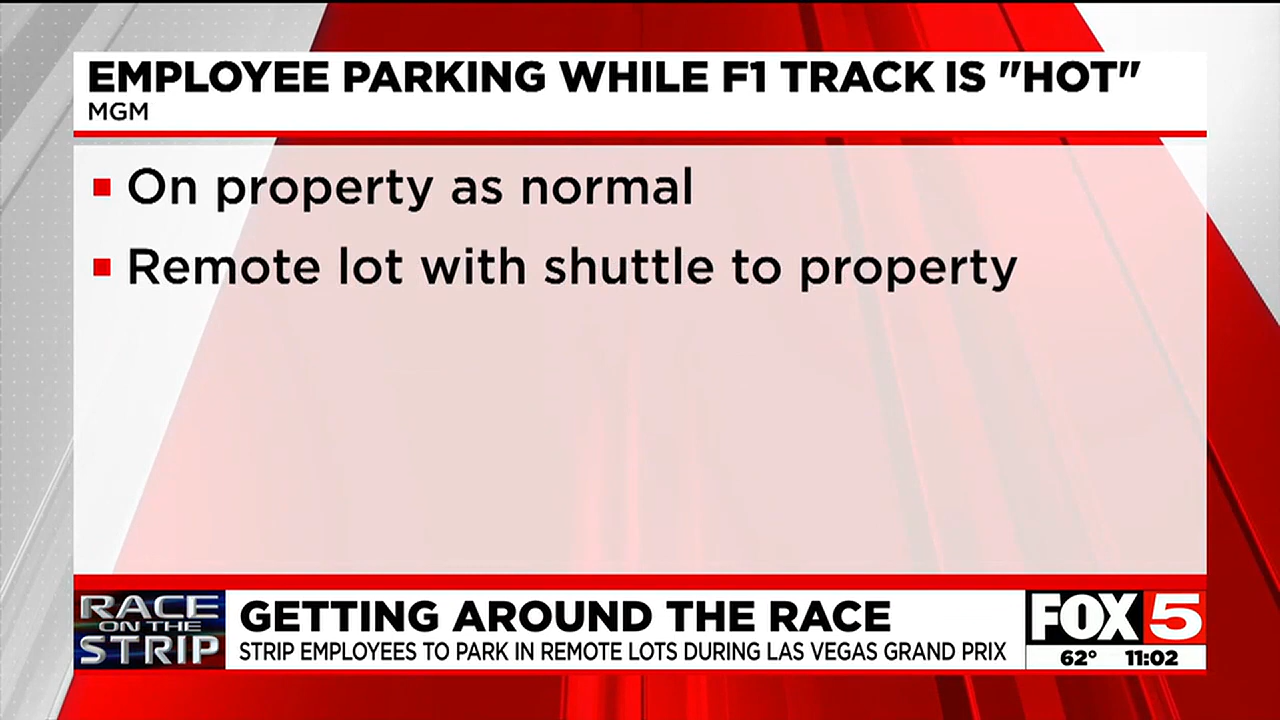 EMPLOYEE PARKING WHILE F1 TRACK IS "HOT"
MGM
On property as normal
Remote lot with shuttle to property
RACE
ON THE
STRIP
GETTING AROUND THE RACE
STRIP EMPLOYEES TO PARK IN REMOTE LOTS DURING LAS VEGAS GRAND PRIX
FOX 5
62° 11:02